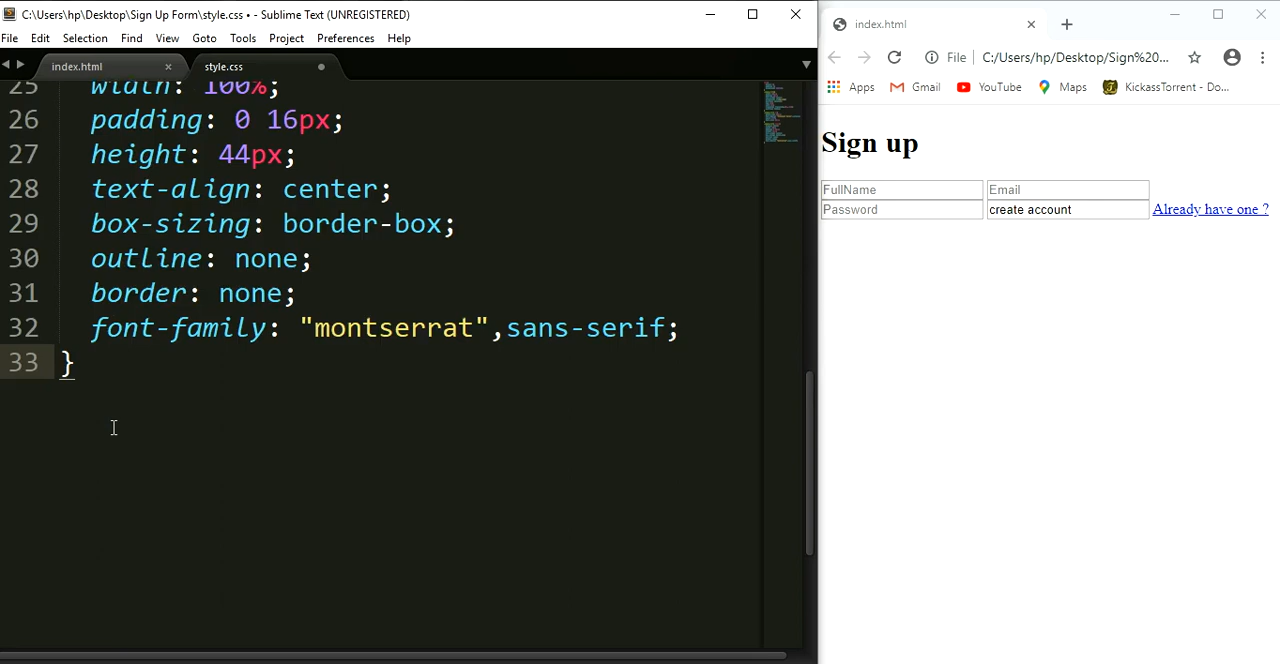 C:\Users\hp\Desktop\Sign Up Form\style.css • - Sublime Text (UNREGISTERED)
File Edit Selection Find View Goto Tools Project Preferences Help
index.html × style.css
25 width: 100%;
26 padding: 0 16px;
27 height: 44px;
28 text-align: center;
29 box-sizing: border-box;
30 outline: none;
31 border: none;
32 font-family: "montserrat",sans-serif;
33 }
index.html
File C:/Users/hp/Desktop/Sign%20...
Apps Gmail YouTube Maps KickassTorrent - Do...
Sign up
FullName Email
Password create account Already have one ?